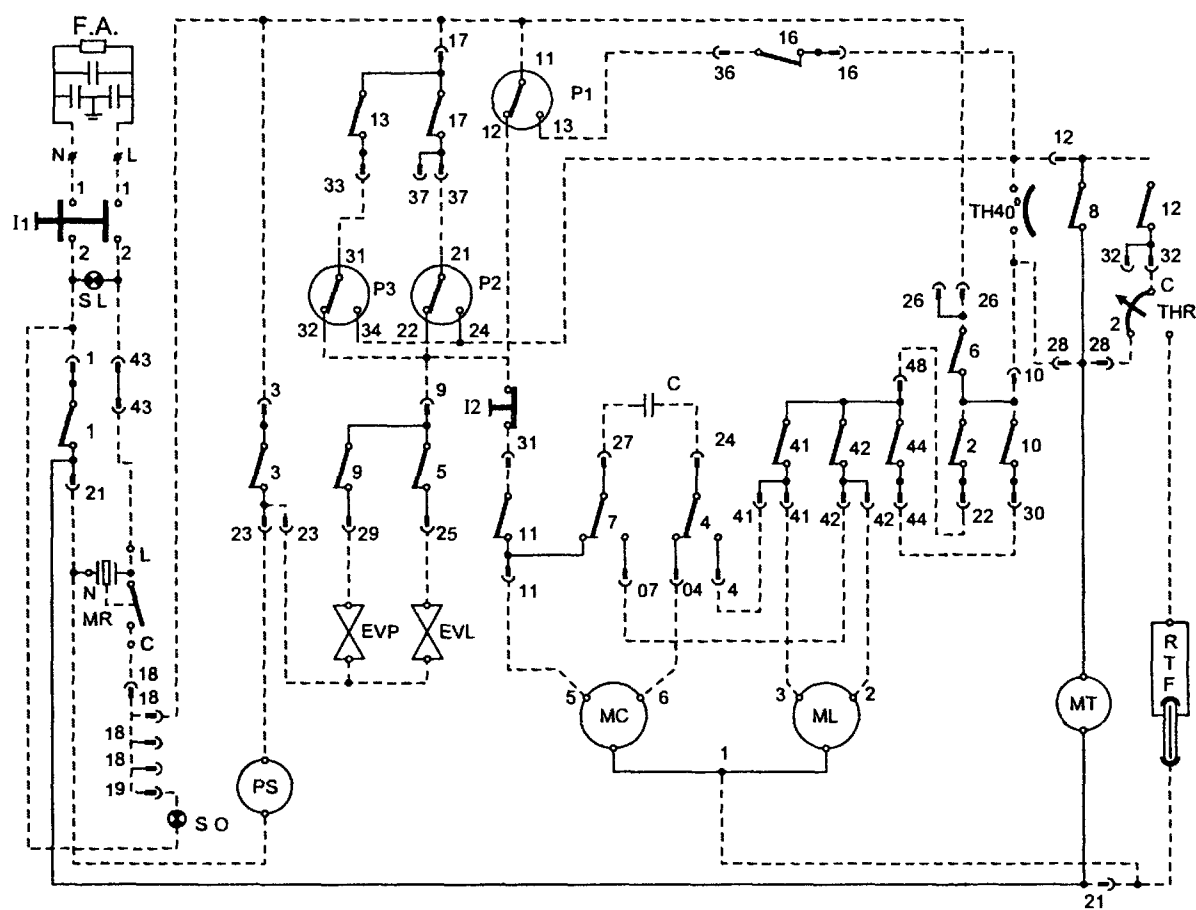 F.A.
N L
1 1
I1
2 2
S L
1 43
43
1
21
L
N
MR
C
18
18
18
18
19
S O
17
13 17
33 37 37
31 21
P3 P2
32 34 22 24
3 9
3 9 5
23 23 29 25
EVP EVL
PS
11
P1
12 13
36 16 16
I2
31
11
11
C
27 24
7 4
07 04 4
5 MC 6
3 ML 2
1
48
41 42 44
41 41 42 42 44
26 26
6
2 10
10
22 30
TH40
12
8 12
32 32
C
THR
2
28 28
R
T
F
MT
21